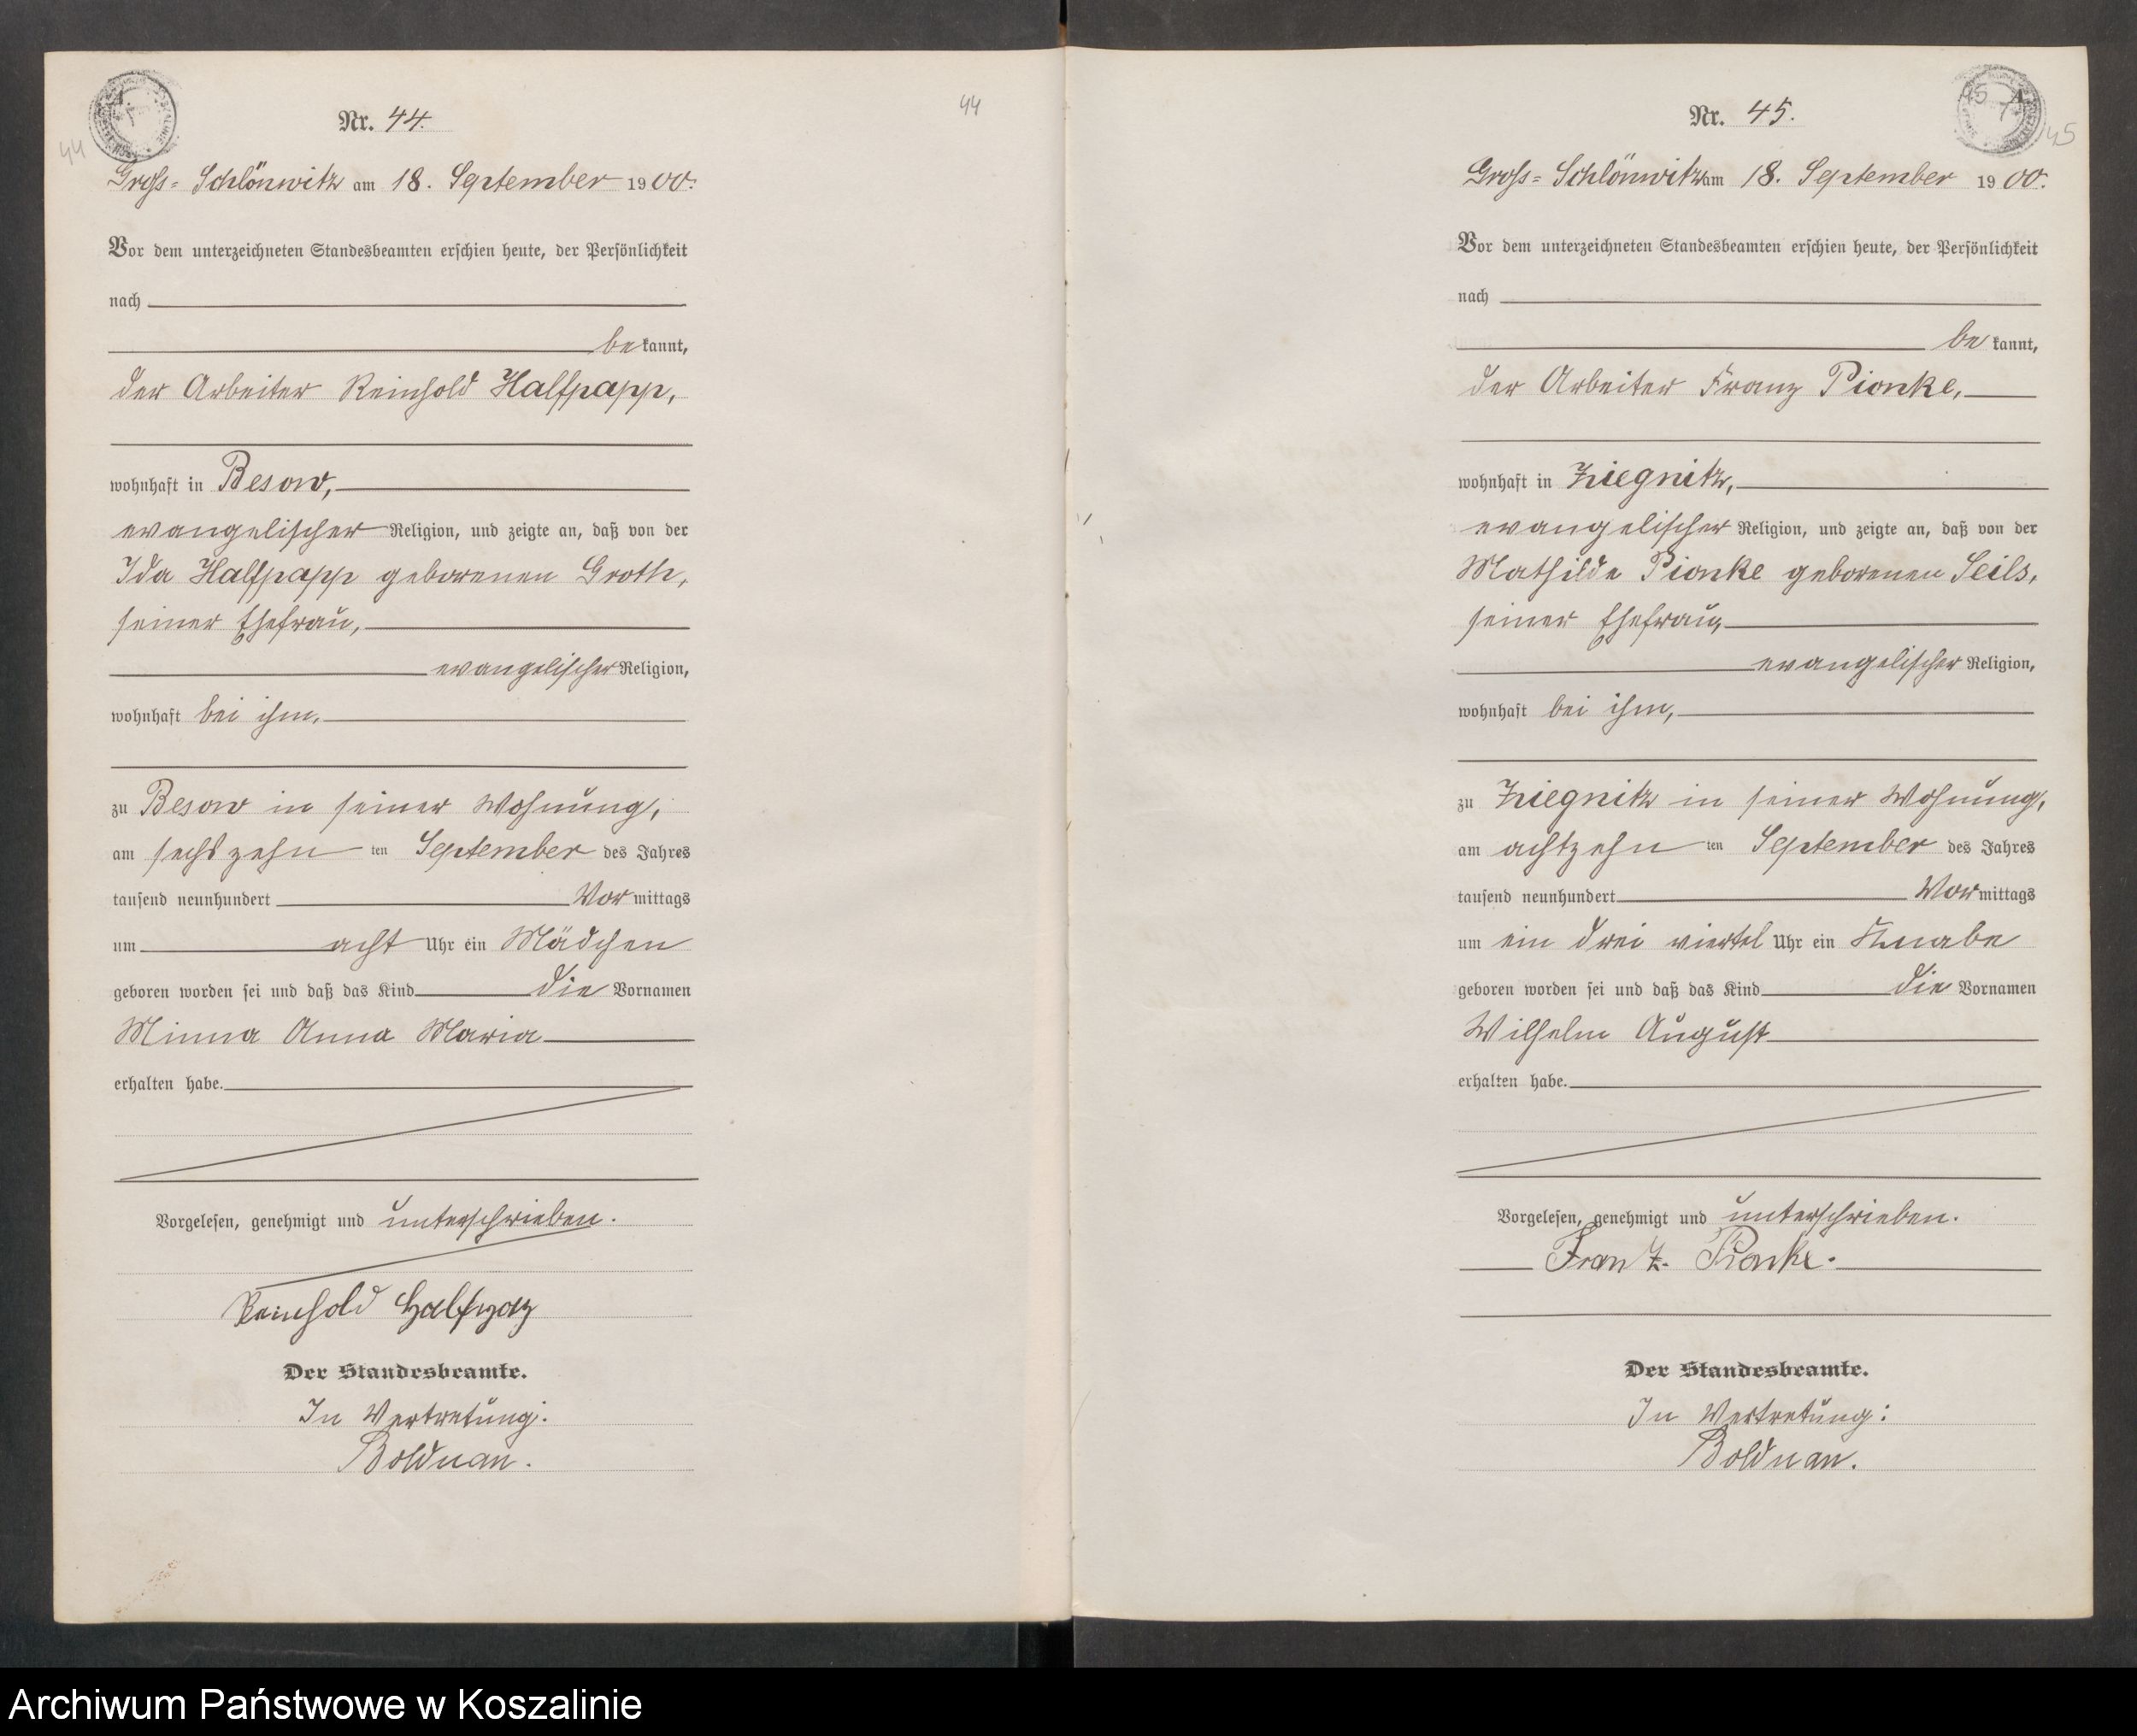 44
Nr. 44.
Gross-Schlönwitz am 18. September 1900.
Vor dem unterzeichneten Standesbeamten erschien heute, der Persönlichkeit
nach
bekannt,
der Arbeiter Reinhold Halfpapp,
wohnhaft in Besow,
evangelischer Religion, und zeigte an, daß von der
Ida Halfpapp geborenen Groth,
seiner Ehefrau,
evangelischer Religion,
wohnhaft bei ihm,
zu Besow in seiner Wohnung,
am sechszehnten September des Jahres
tausend neunhundert Vormittags
um acht Uhr ein Mädchen
geboren worden sei und daß das Kind die Vornamen
Minna Anna Maria
erhalten habe.
Vorgelesen, genehmigt und unterschrieben.
Reinhold Halfpap
Der Standesbeamte.
In Vertretung:
Bolduan.
44
Nr. 45.
45
Gross-Schlönwitz am 18. September 1900.
Vor dem unterzeichneten Standesbeamten erschien heute, der Persönlichkeit
nach
bekannt,
der Arbeiter Franz Pionke,
wohnhaft in Ziegnitz,
evangelischer Religion, und zeigte an, daß von der
Mathilde Pionke geborenen Seils,
seiner Ehefrau,
evangelischer Religion,
wohnhaft bei ihm,
zu Ziegnitz in seiner Wohnung,
am achtzehnten September des Jahres
tausend neunhundert Vormittags
um ein drei viertel Uhr ein Knabe
geboren worden sei und daß das Kind die Vornamen
Wilhelm August
erhalten habe.
Vorgelesen, genehmigt und unterschrieben.
Franz Pionke.
Der Standesbeamte.
In Vertretung:
Bolduan.
Archiwum Państwowe w Koszalinie